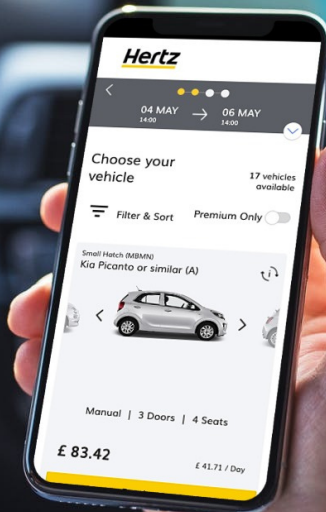 Hertz
04 MAY → 06 MAY
14:00 14:00
Choose your
vehicle
17 vehicles
available
Filter & Sort Premium Only
Small Hatch (MBMN)
Kia Picanto or similar (A)
Manual | 3 Doors | 4 Seats
£ 83.42
£ 41.71 / Day